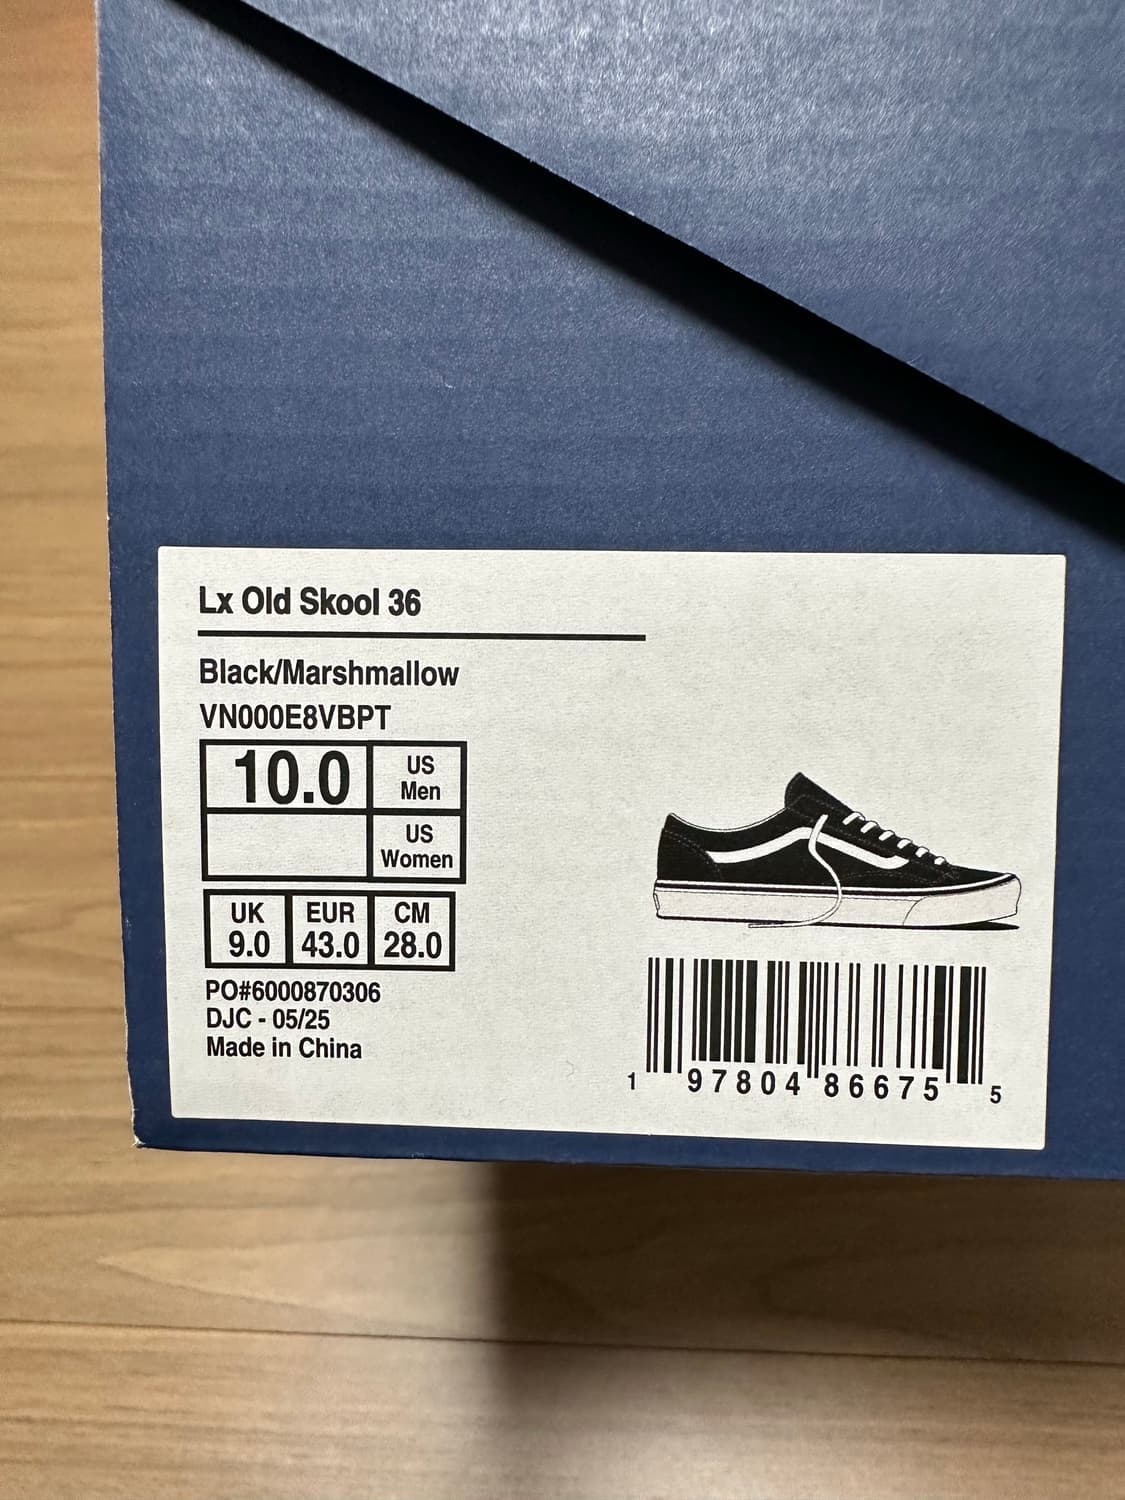 Lx Old Skool 36
Black/Marshmallow
VN000E8VBPT
10.0 US Men
US Women
UK EUR CM
9.0 43.0 28.0
PO#6000870306
DJC - 05/25
Made in China
1 97804 86675 5